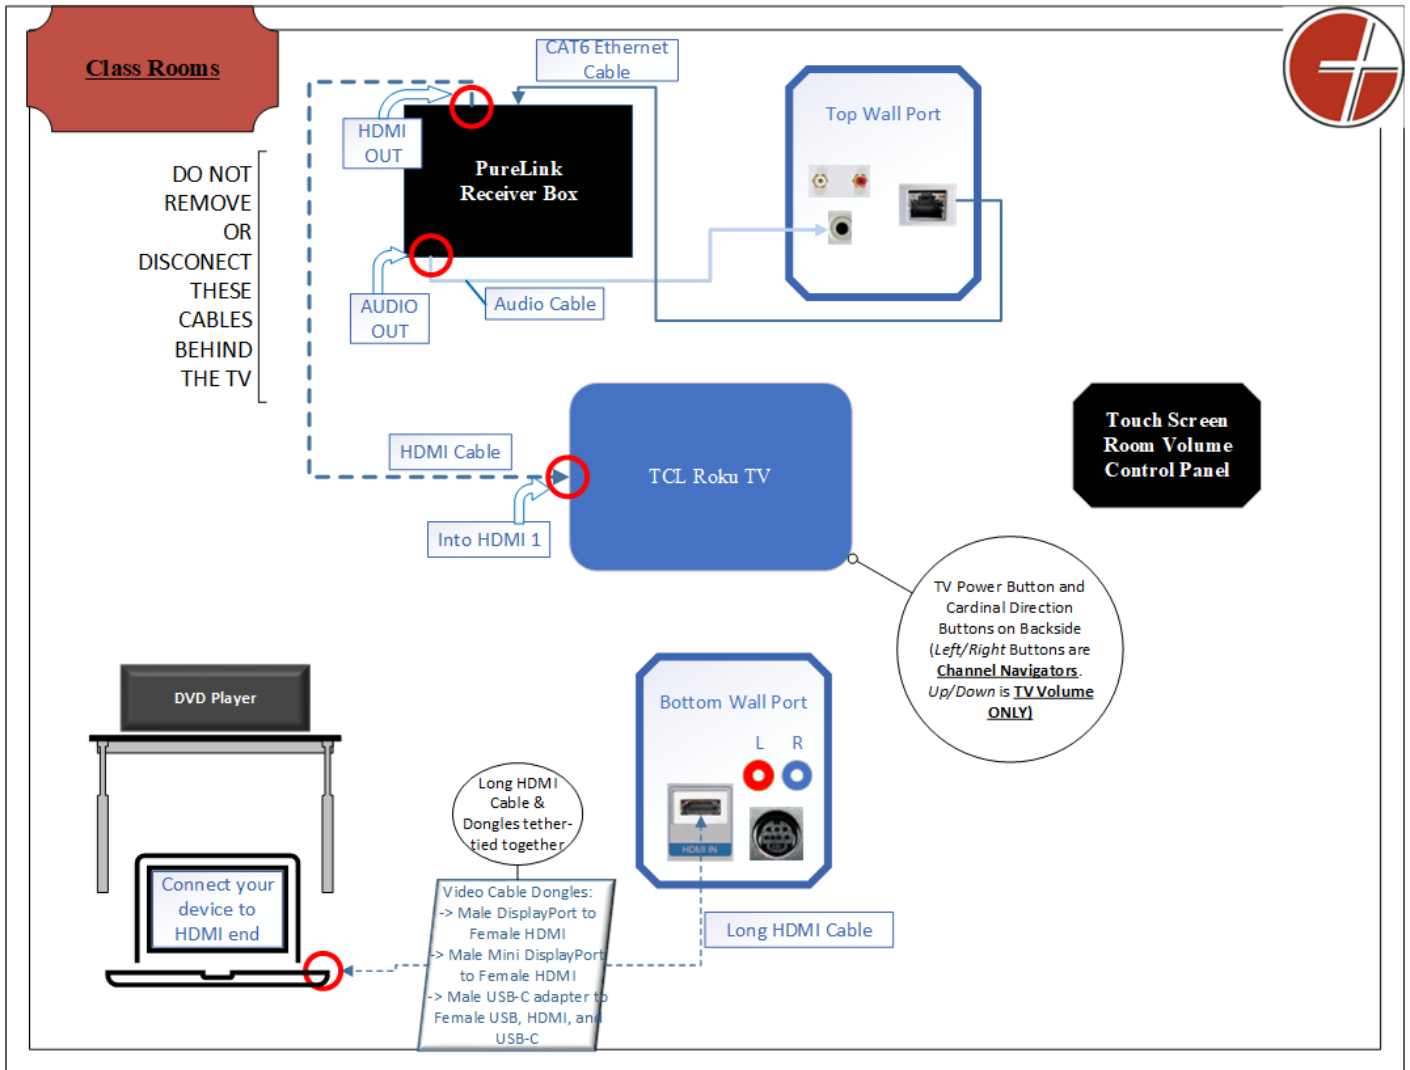 Class Rooms
CAT6 Ethernet
Cable
HDMI
OUT
PureLink
Receiver Box
Top Wall Port
DO NOT
REMOVE
OR
DISCONECT
THESE
CABLES
BEHIND
THE TV
AUDIO
OUT
Audio Cable
HDMI Cable
Into HDMI 1
TCL Roku TV
Touch Screen
Room Volume
Control Panel
TV Power Button and
Cardinal Direction
Buttons on Backside
(Left/Right Buttons are
Channel Navigators.
Up/Down is TV Volume
ONLY)
DVD Player
Bottom Wall Port
L R
HDMI IN
Long HDMI
Cable &
Dongles tether-
tied together
Connect your
device to
HDMI end
Video Cable Dongles:
-> Male DisplayPort to
Female HDMI
-> Male Mini DisplayPort
to Female HDMI
-> Male USB-C adapter to
Female USB, HDMI, and
USB-C
Long HDMI Cable